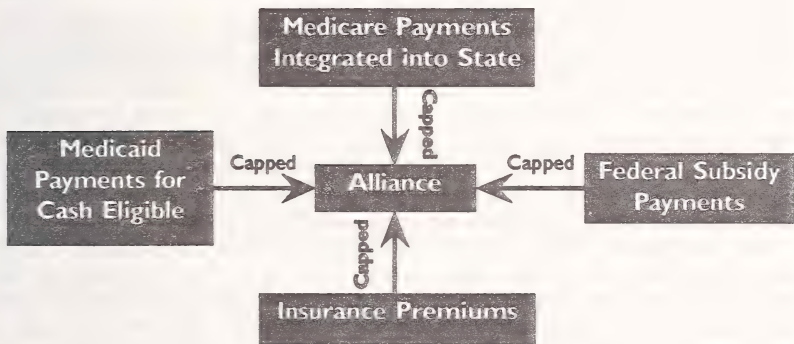 Medicare Payments
Integrated into State
Capped
Medicaid
Payments for
Cash Eligible
Capped
Alliance
Capped
Federal Subsidy
Payments
Capped
Insurance Premiums